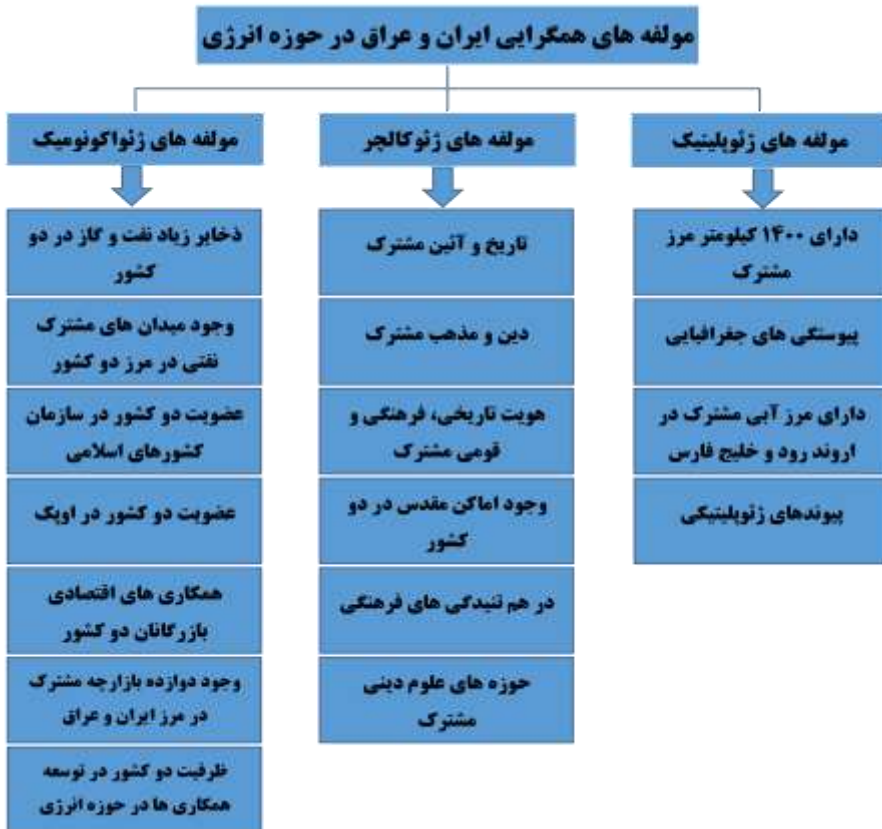 مولفه های همگرایی ایران و عراق در حوزه انرژی
مولفه های ژئوپلیتیک
دارای ۱۴۰۰ کیلومتر مرز
مشترک
پیوستگی های جغرافیایی
دارای مرز آبی مشترک در
اروند رود و خلیج فارس
پیوندهای ژئوپلیتیکی
مولفه های ژئوکالچر
تاریخ و آئین مشترک
دین و مذهب مشترک
هویت تاریخی، فرهنگی و
قومی مشترک
وجود اماکن مقدس در دو
کشور
در هم تنیدگی های فرهنگی
حوزه های علوم دینی
مشترک
مولفه های ژئواکونومیک
ذخایر زیاد نفت و گاز در دو
کشور
وجود میدان های مشترک
نفتی در مرز دو کشور
عضویت دو کشور در سازمان
کشورهای اسلامی
عضویت دو کشور در اوپک
همکاری های اقتصادی
بازرگانان دو کشور
وجود دوازده بازارچه مشترک
در مرز ایران و عراق
ظرفیت دو کشور در توسعه
همکاری ها در حوزه انرژی